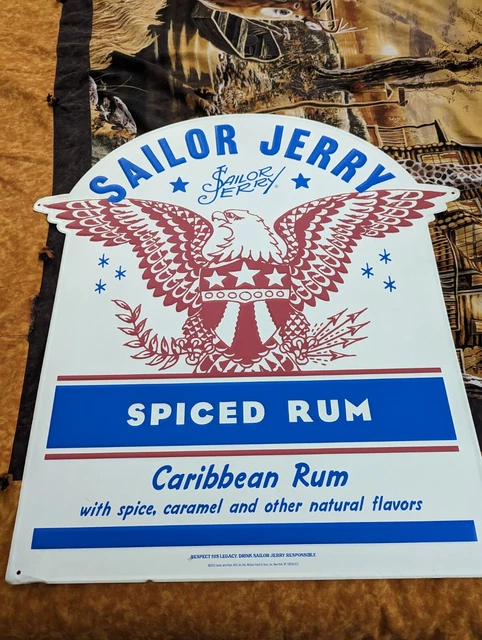 SAILOR JERRY
SAILOR
JERRY®
SPICED RUM
Caribbean Rum
with spice, caramel and other natural flavors
RESPECT HIS LEGACY. DRINK SAILOR JERRY RESPONSIBLY.